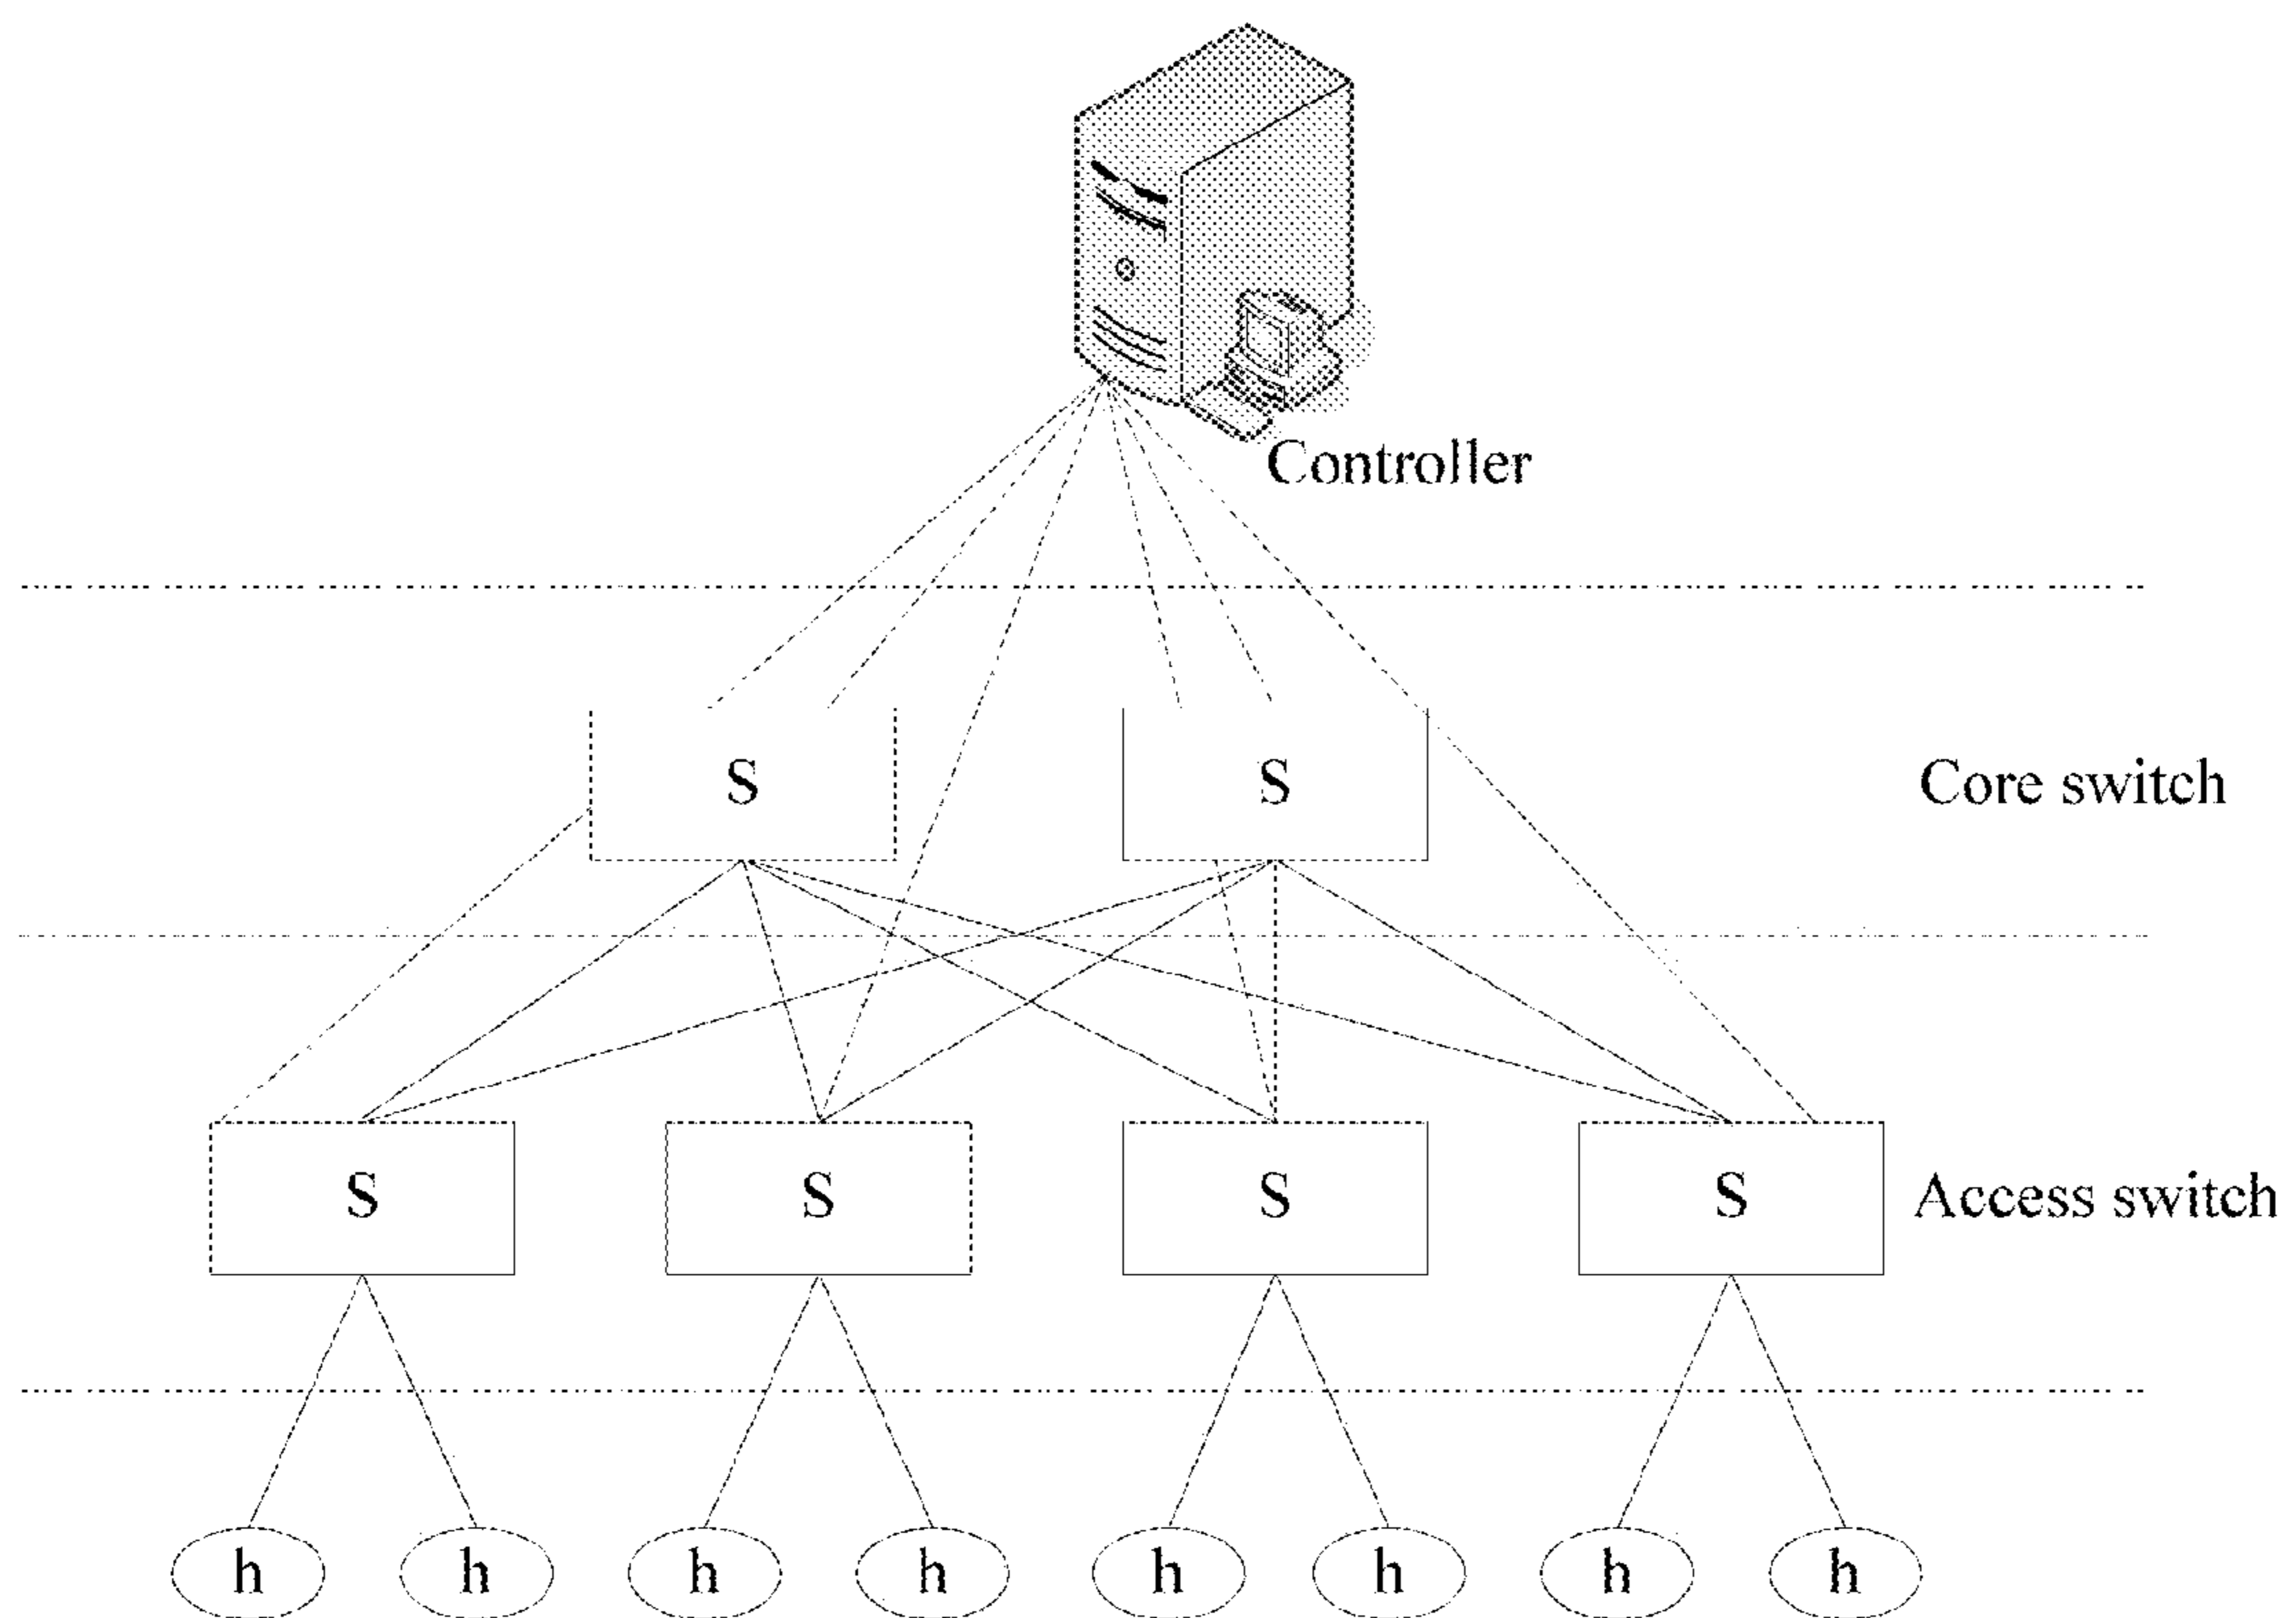 Controller
S S Core switch
S S S S Access switch
h h h h h h h h